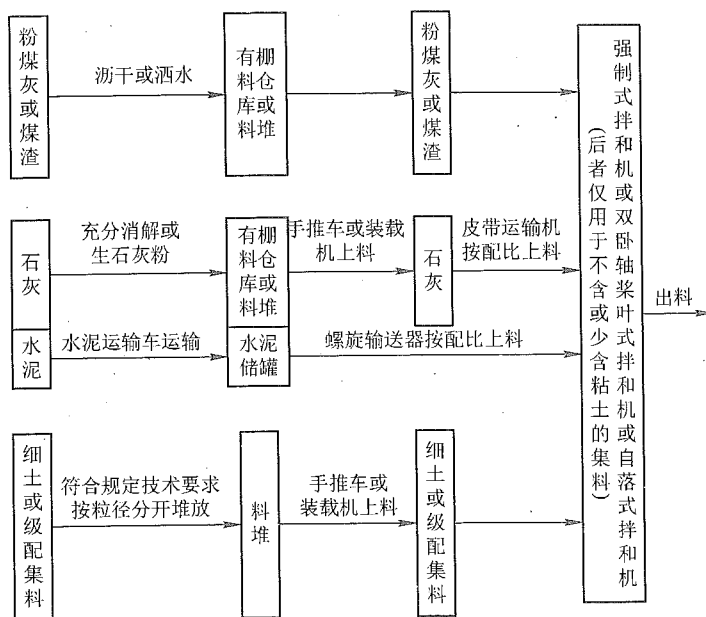 粉煤灰或煤渣
沥干或洒水
有棚
料仓
库或
料堆
粉煤灰或煤渣
石灰
充分消解或
生石灰粉
有棚
料仓
库或
料堆
手推车或装载
机上料
石灰
皮带运输机
按配比上料
水泥
水泥运输车运输
水泥
储罐
螺旋输送器按配比上料
细土或级配集料
符合规定技术要求
按粒径分开堆放
料堆
手推车或
装载机上料
细土或级配集料
强制式拌和机或双卧轴桨叶式拌和机或自落式拌和机
(后者仅用于不含或少含粘土的集料)
出料